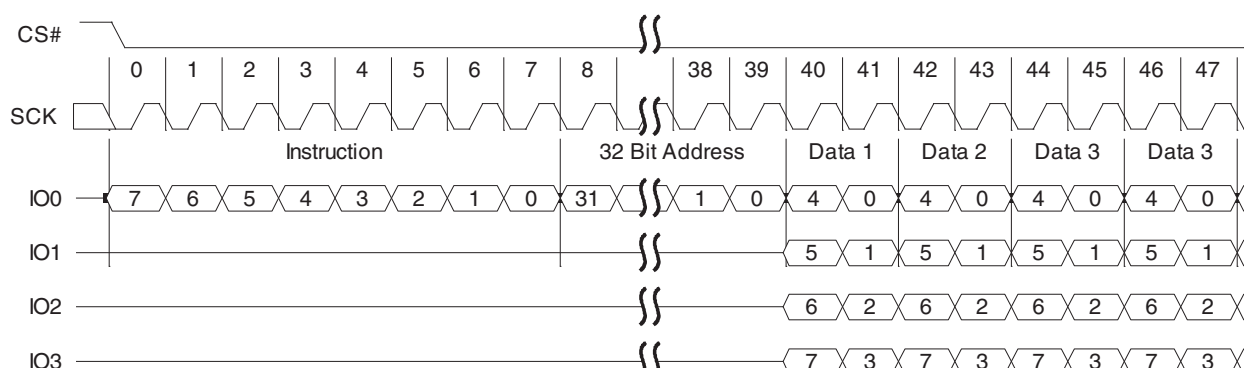 CS#
0 1 2 3 4 5 6 7 8 38 39 40 41 42 43 44 45 46 47
SCK
Instruction 32 Bit Address Data 1 Data 2 Data 3 Data 3
IO0 7 6 5 4 3 2 1 0 31 1 0 4 0 4 0 4 0 4 0
IO1 5 1 5 1 5 1 5 1
IO2 6 2 6 2 6 2 6 2
IO3 7 3 7 3 7 3 7 3